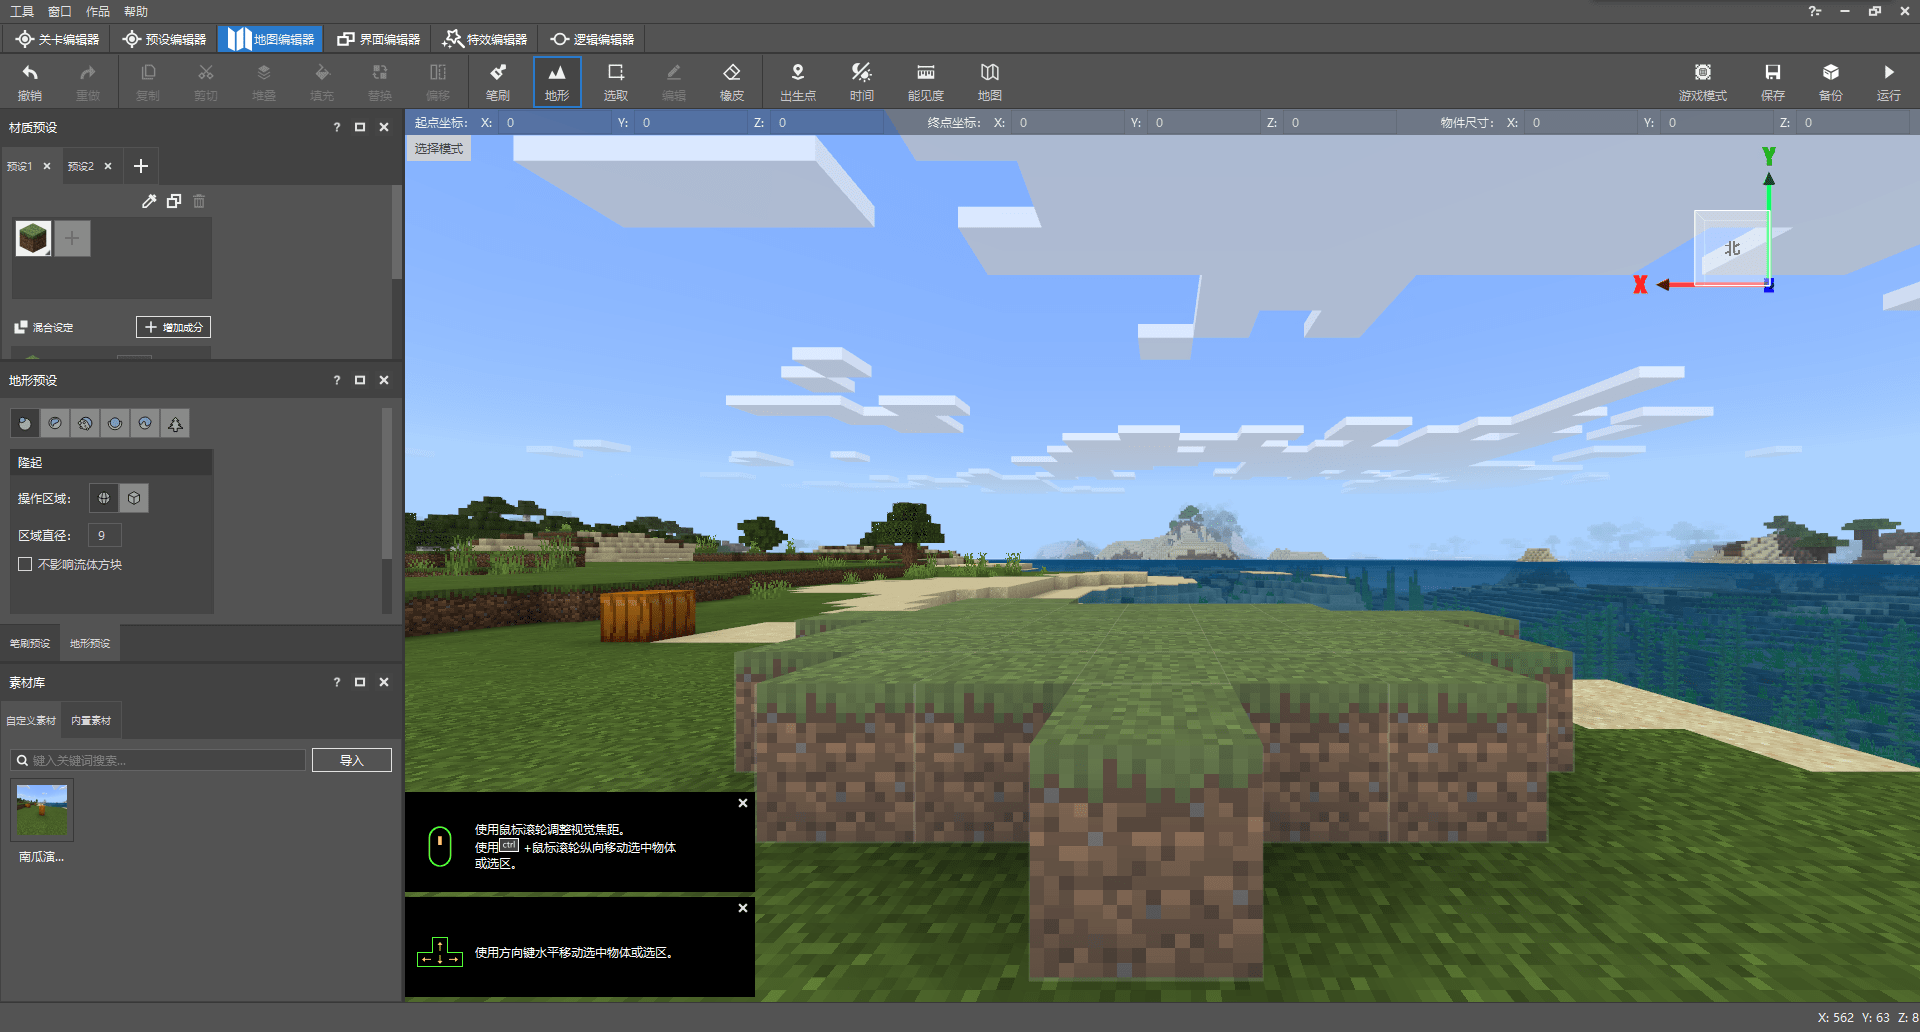 工具 窗口 作品 帮助
关卡编辑器 预设编辑器 地图编辑器 界面编辑器 特效编辑器 逻辑编辑器
撤销 重做 复制 剪切 堆叠 填充 替换 偏移 笔刷 地形 选取 编辑 橡皮 出生点 时间 能见度 地图 游戏模式 保存 备份 运行
材质预设 ?
起点坐标: X: 0 Y: 0 Z: 0 终点坐标: X: 0 Y: 0 Z: 0 物件尺寸: X: 0 Y: 0 Z: 0
选择模式
预设1 × 预设2 × +
Y
北
X
混合设定 + 增加成分
地形预设 ?
隆起
操作区域:
区域直径: 9
不影响流体方块
笔刷预设 地形预设
素材库 ?
自定义素材 内置素材
键入关键词搜索... 导入
南瓜演...
使用鼠标滚轮调整视觉焦距。
使用ctrl+鼠标滚轮纵向移动选中物体
或选区。
使用方向键水平移动选中物体或选区。
X: 562 Y: 63 Z: 8